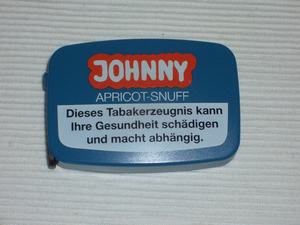 JOHNNY
APRICOT-SNUFF
Dieses Tabakerzeugnis kann
Ihre Gesundheit schädigen
und macht abhängig.